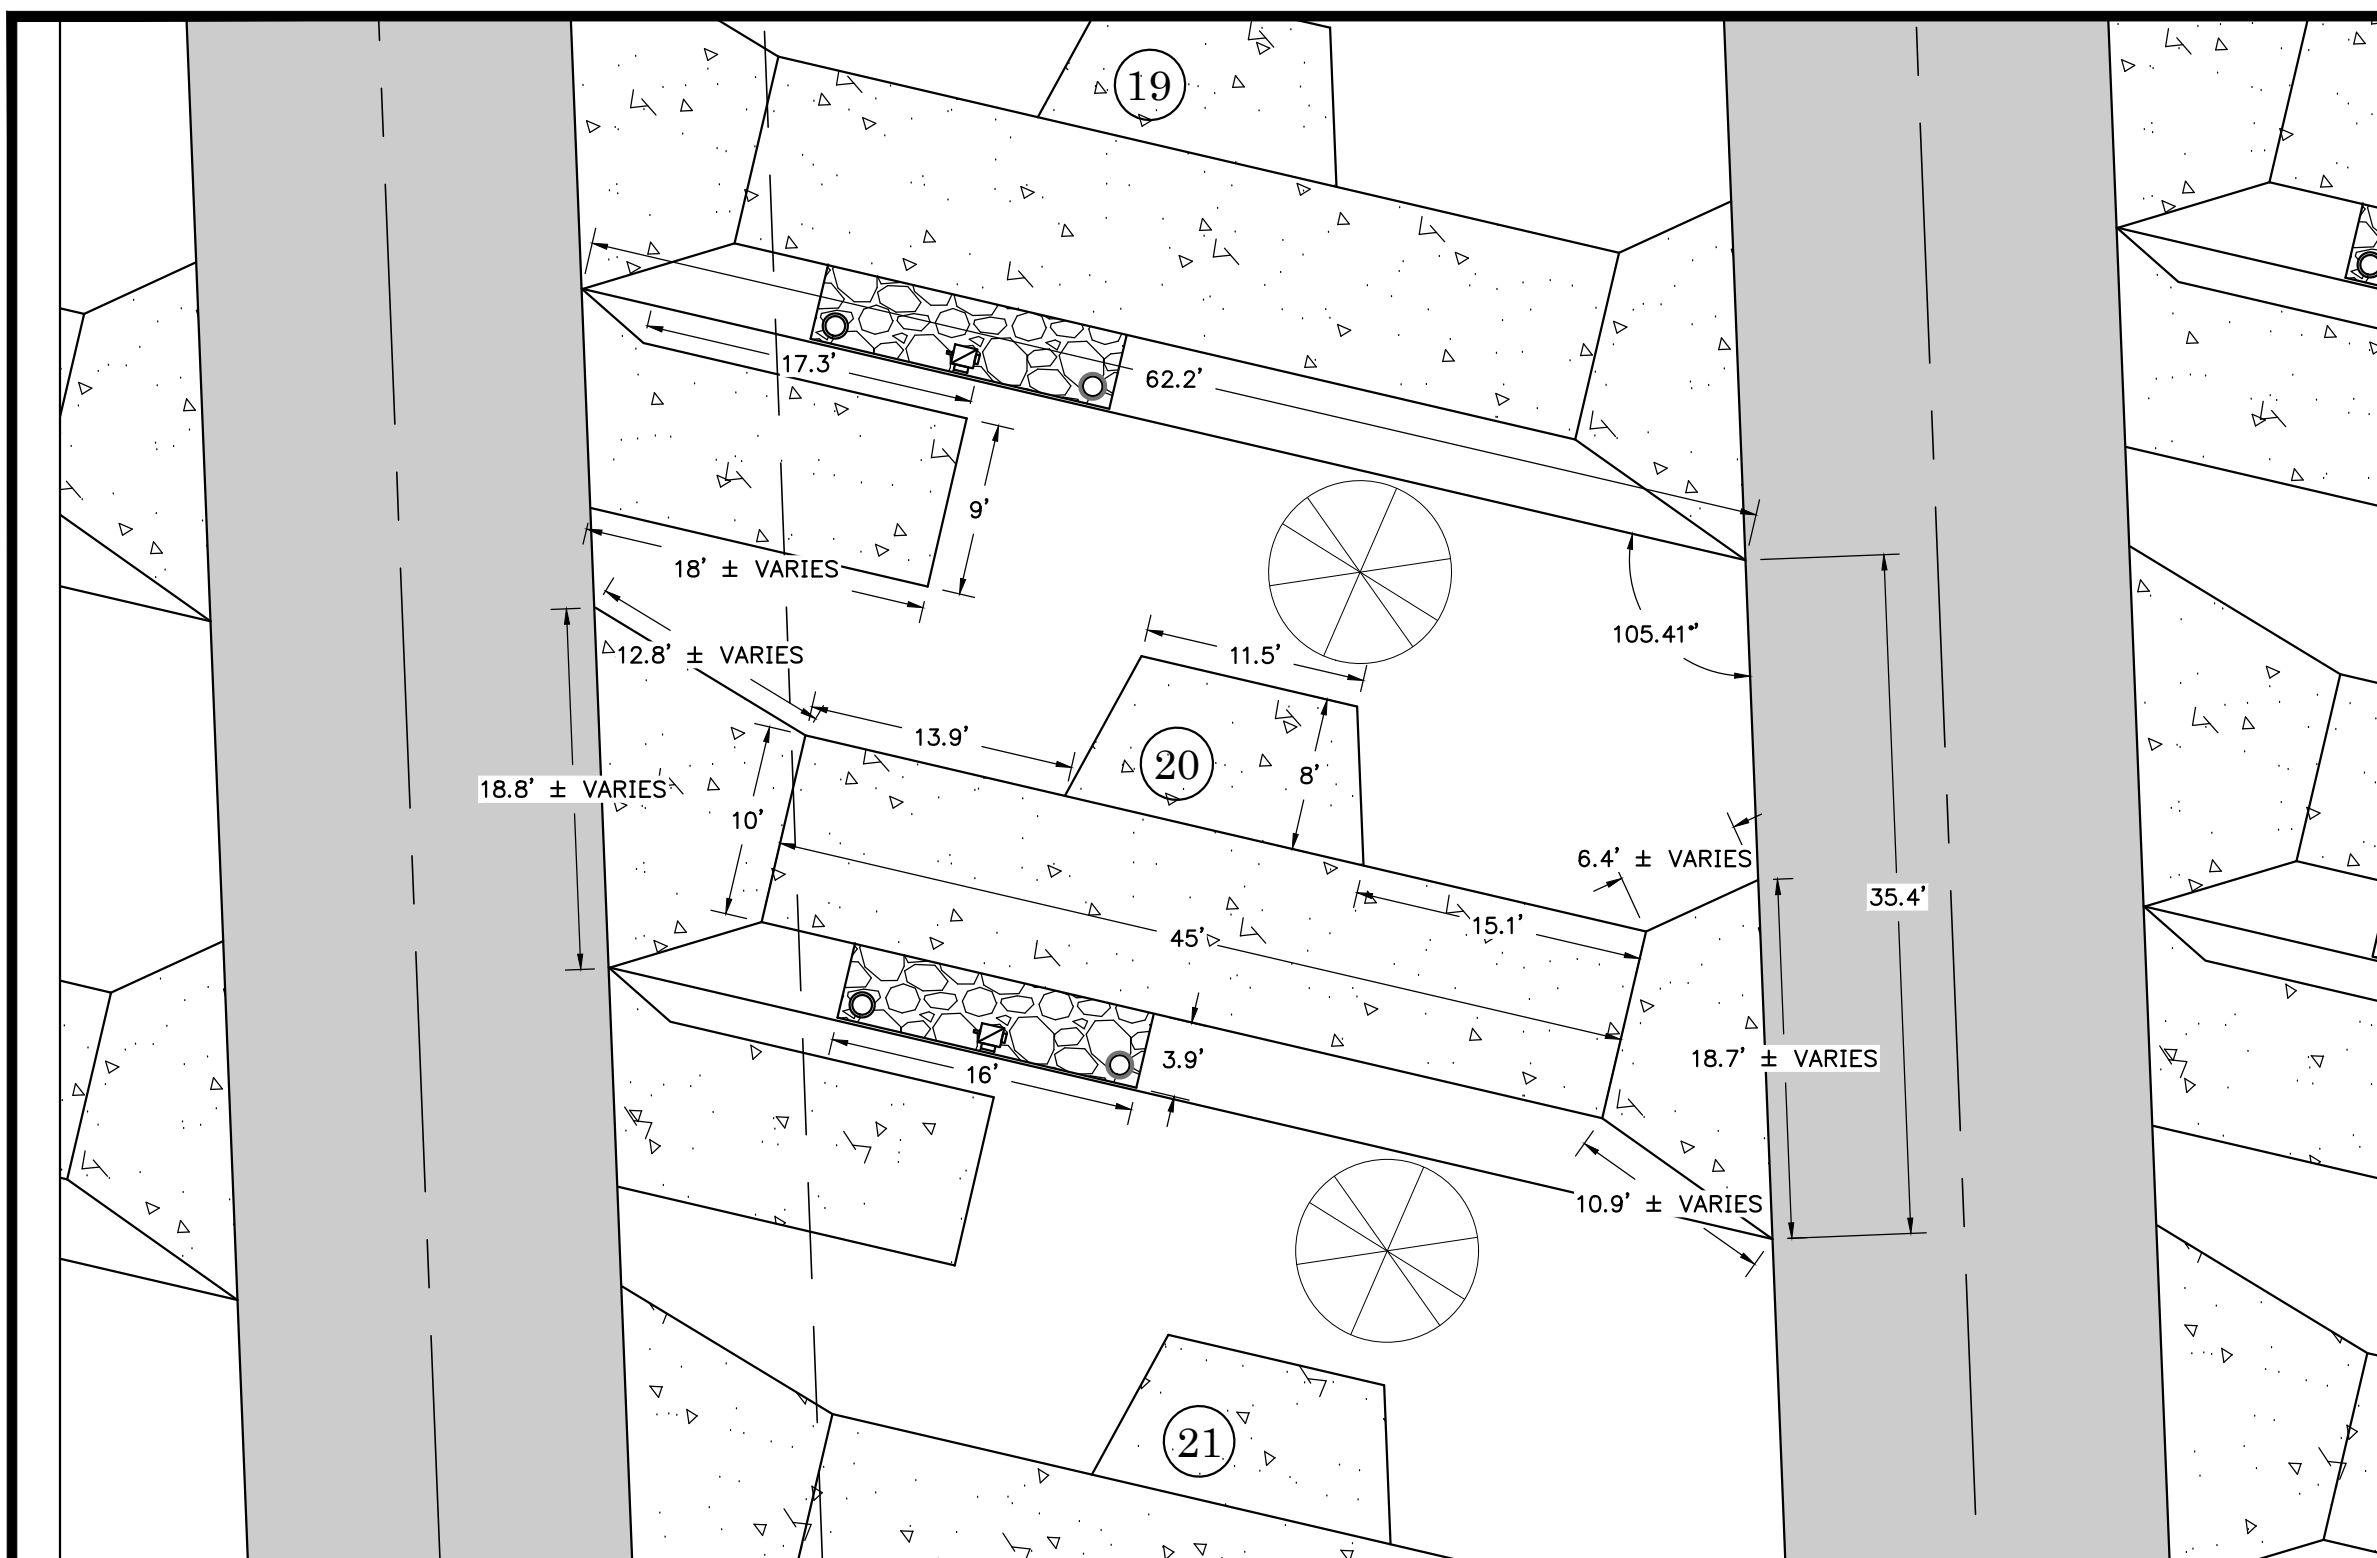 19
17.3'
62.2'
9'
18' ± VARIES
105.41°'
12.8' ± VARIES
11.5'
13.9'
20
8'
18.8' ± VARIES
10'
6.4' ± VARIES
35.4'
15.1'
45'
3.9'
18.7' ± VARIES
16'
10.9' ± VARIES
21